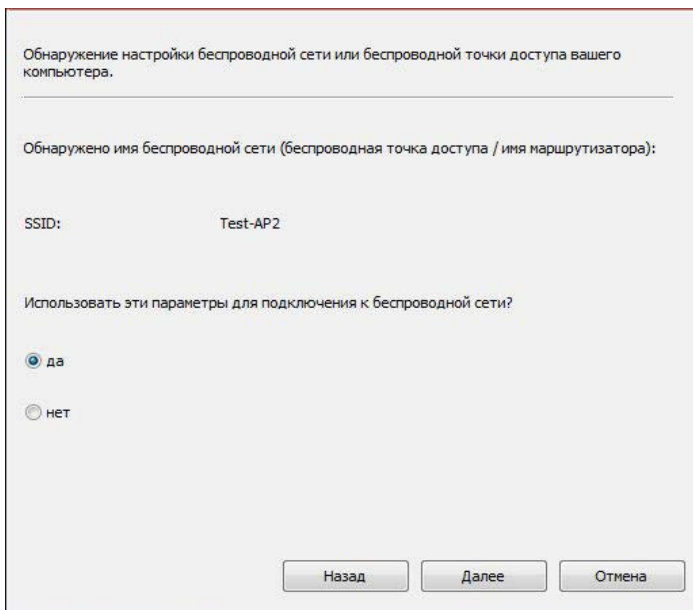 Обнаружение настройки беспроводной сети или беспроводной точки доступа вашего
компьютера.
Обнаружено имя беспроводной сети (беспроводная точка доступа / имя маршрутизатора):
SSID: Test-AP2
Использовать эти параметры для подключения к беспроводной сети?
да
нет
Назад Далее Отмена